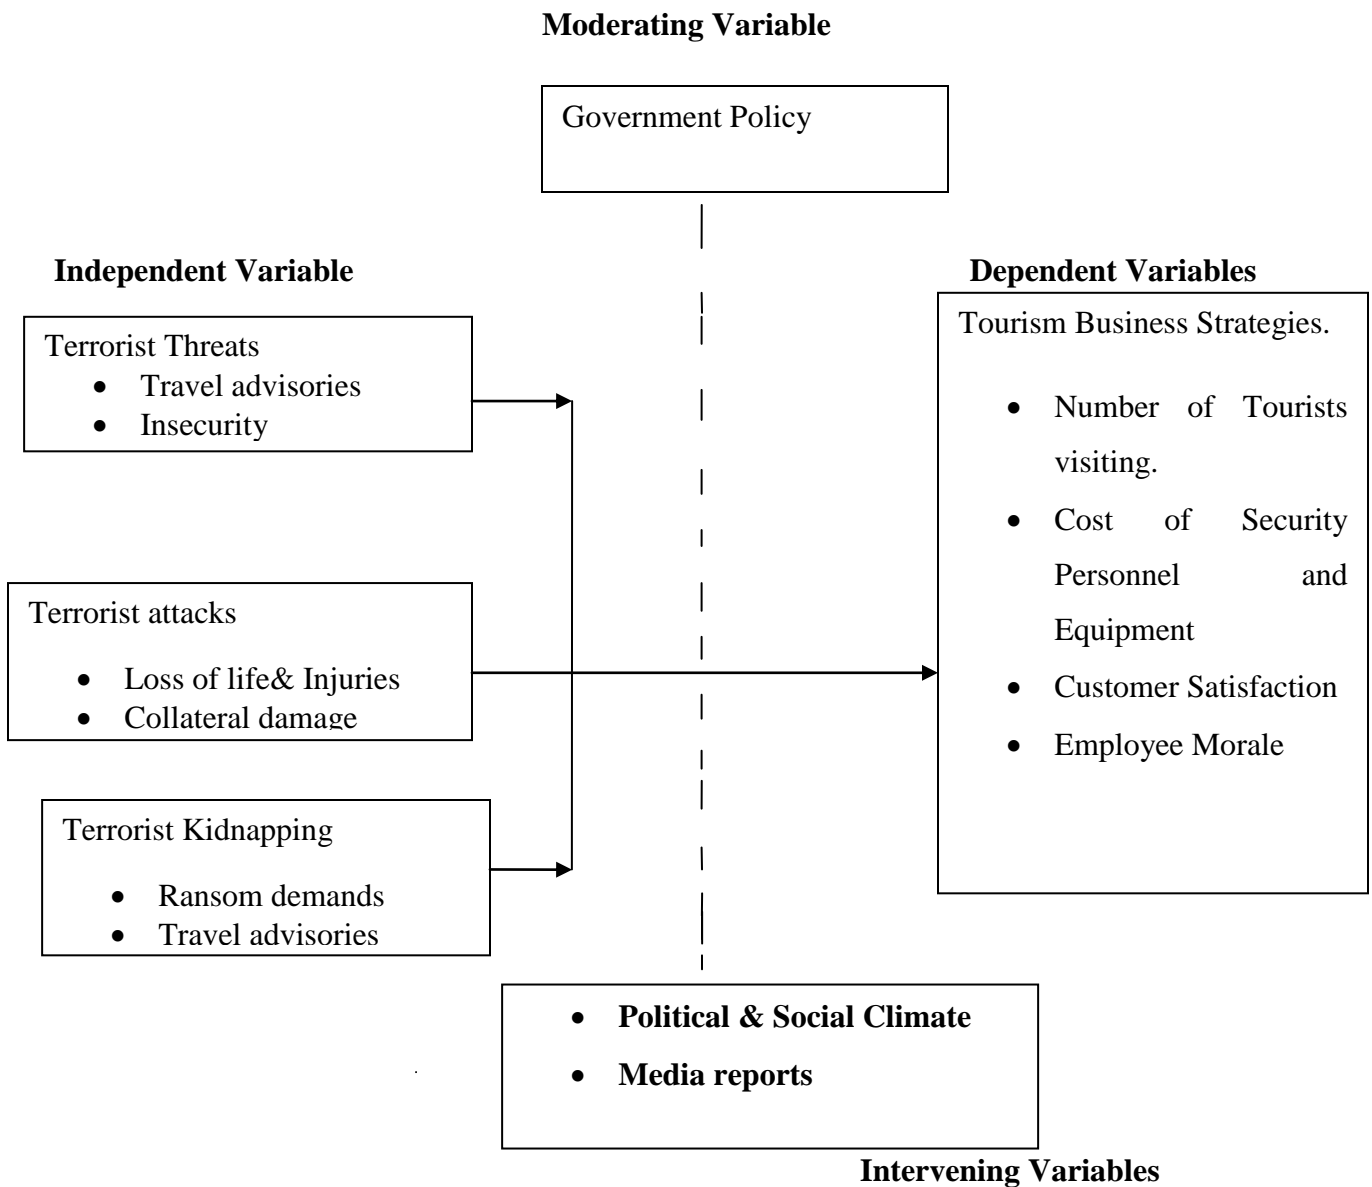 Moderating Variable
Government Policy
Independent Variable
Terrorist Threats
• Travel advisories
• Insecurity
Terrorist attacks
• Loss of life& Injuries
• Collateral damage
Terrorist Kidnapping
• Ransom demands
• Travel advisories
Dependent Variables
Tourism Business Strategies.
• Number of Tourists
visiting.
• Cost of Security
Personnel and
Equipment
• Customer Satisfaction
• Employee Morale
• Political & Social Climate
• Media reports
Intervening Variables